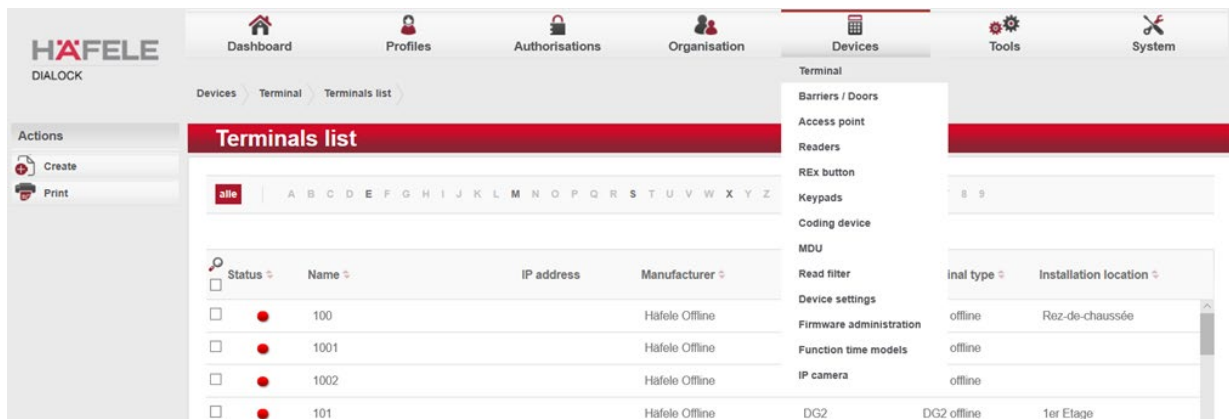 HÄFELE
DIALOCK
Dashboard
Profiles
Authorisations
Organisation
Devices
Tools
System
Terminal
Barriers / Doors
Access point
Readers
REx button
Keypads
Coding device
MDU
Read filter
Device settings
Firmware administration
Function time models
IP camera
Devices Terminal Terminals list
Actions
Create
Print
Terminals list
alle A B C D E F G H I J K L M N O P Q R S T U V W X Y Z 8 9
Status Name IP address Manufacturer inal type Installation location
100 Häfele Offline offline Rez-de-chaussée
1001 Häfele Offline offline
1002 Häfele Offline offline
101 Häfele Offline DG2 DG2 offline 1er Etage